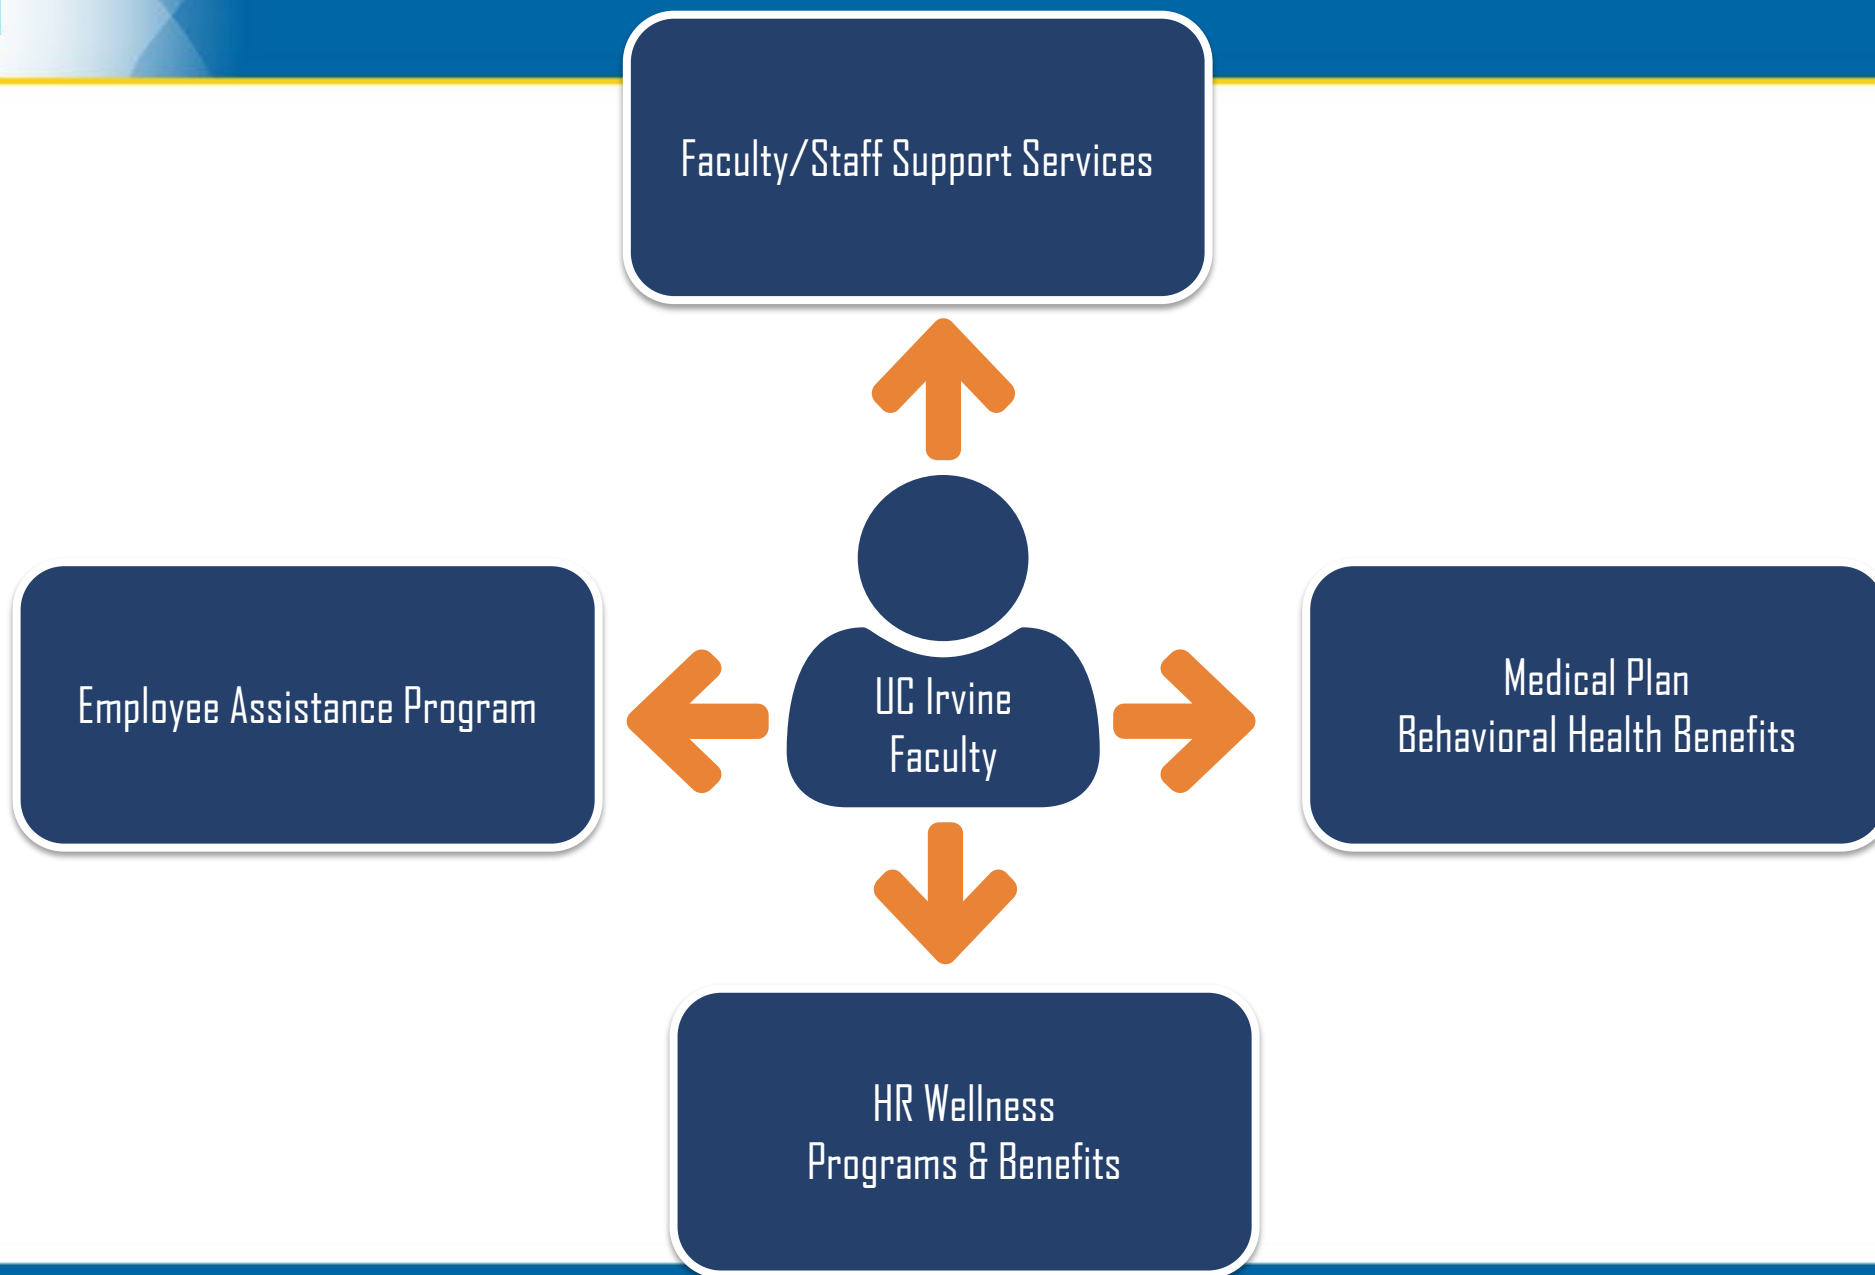 Faculty/Staff Support Services
Employee Assistance Program
UC Irvine
Faculty
Medical Plan
Behavioral Health Benefits
HR Wellness
Programs & Benefits